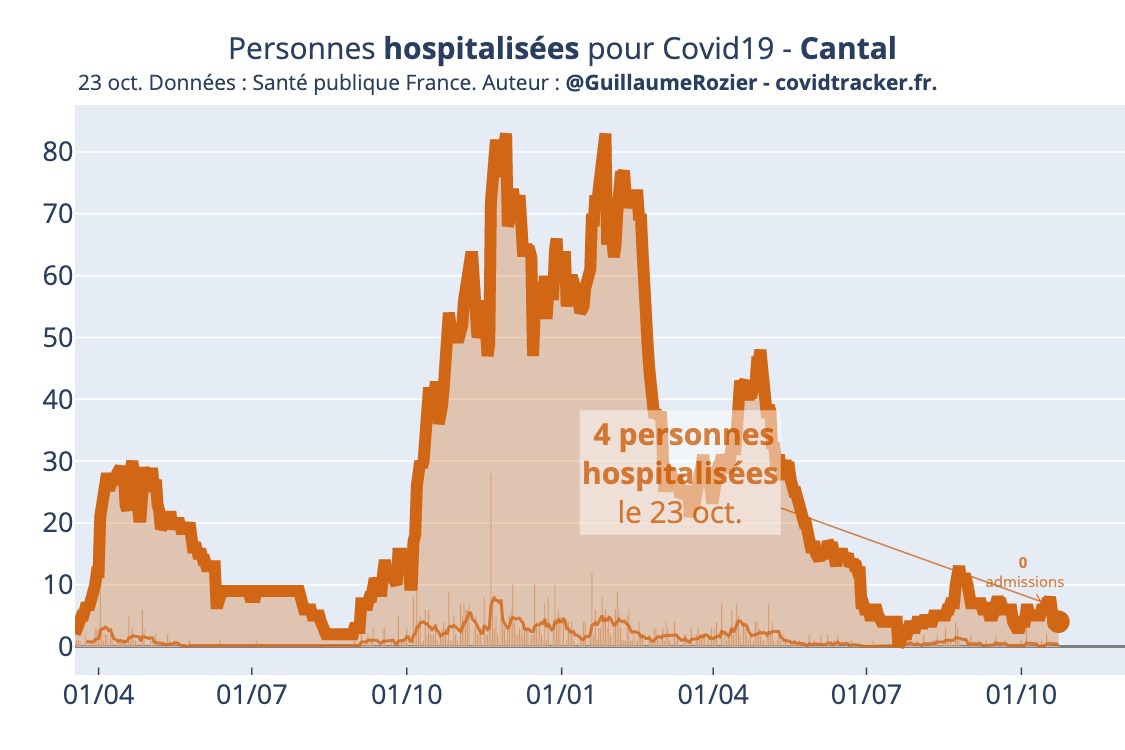 Personnes hospitalisées pour Covid19 - Cantal
23 oct. Données : Santé publique France. Auteur : @GuillaumeRozier - covidtracker.fr.
80
70
60
50
40
30
20
10
0
4 personnes
hospitalisées
le 23 oct.
0
admissions
01/04
01/07
01/10
01/01
01/04
01/07
01/10